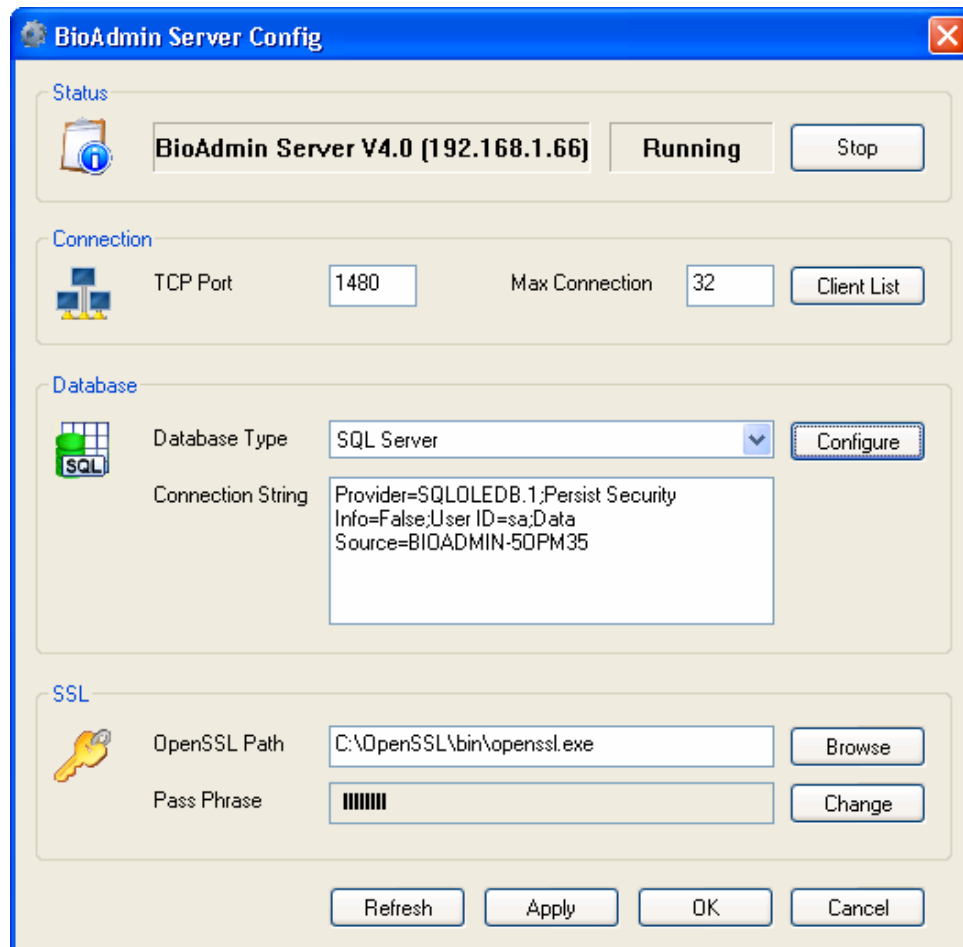 BioAdmin Server Config
Status
BioAdmin Server V4.0 (192.168.1.66) Running Stop
Connection
TCP Port 1480 Max Connection 32 Client List
Database
Database Type SQL Server Configure
SQL
Connection String Provider=SQLOLEDB.1;Persist Security
Info=False;User ID=sa;Data
Source=BIOADMIN-5OPM35
SSL
OpenSSL Path C:\OpenSSL\bin\openssl.exe Browse
Pass Phrase Change
Refresh Apply OK Cancel